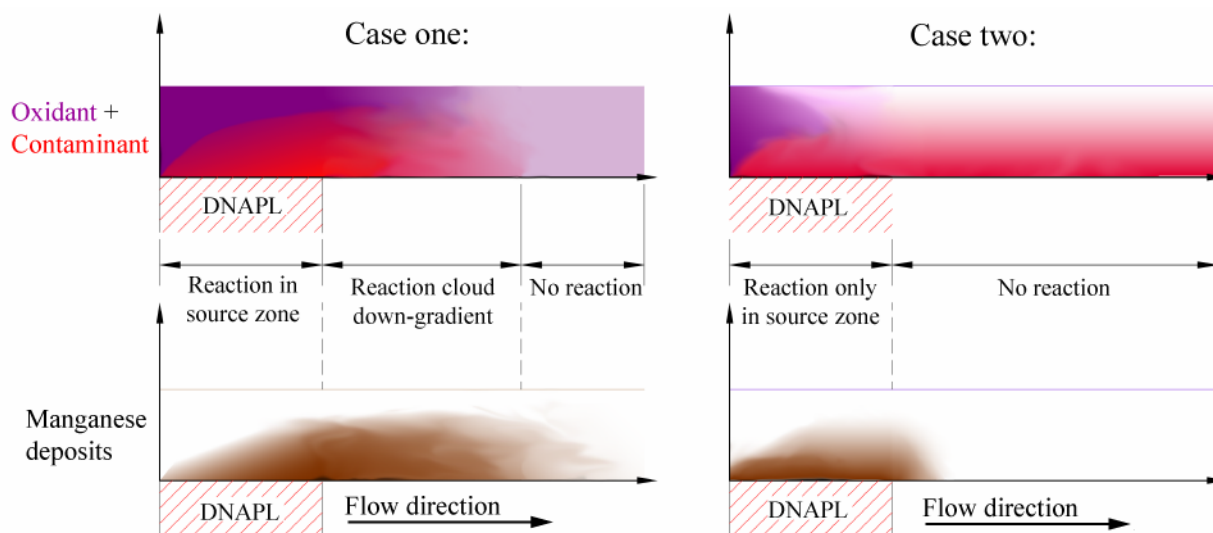 Case one:
Case two:
Oxidant +
Contaminant
DNAPL
DNAPL
Reaction in
source zone
Reaction cloud
down-gradient
No reaction
Reaction only
in source zone
No reaction
Manganese
deposits
DNAPL
Flow direction
DNAPL
Flow direction